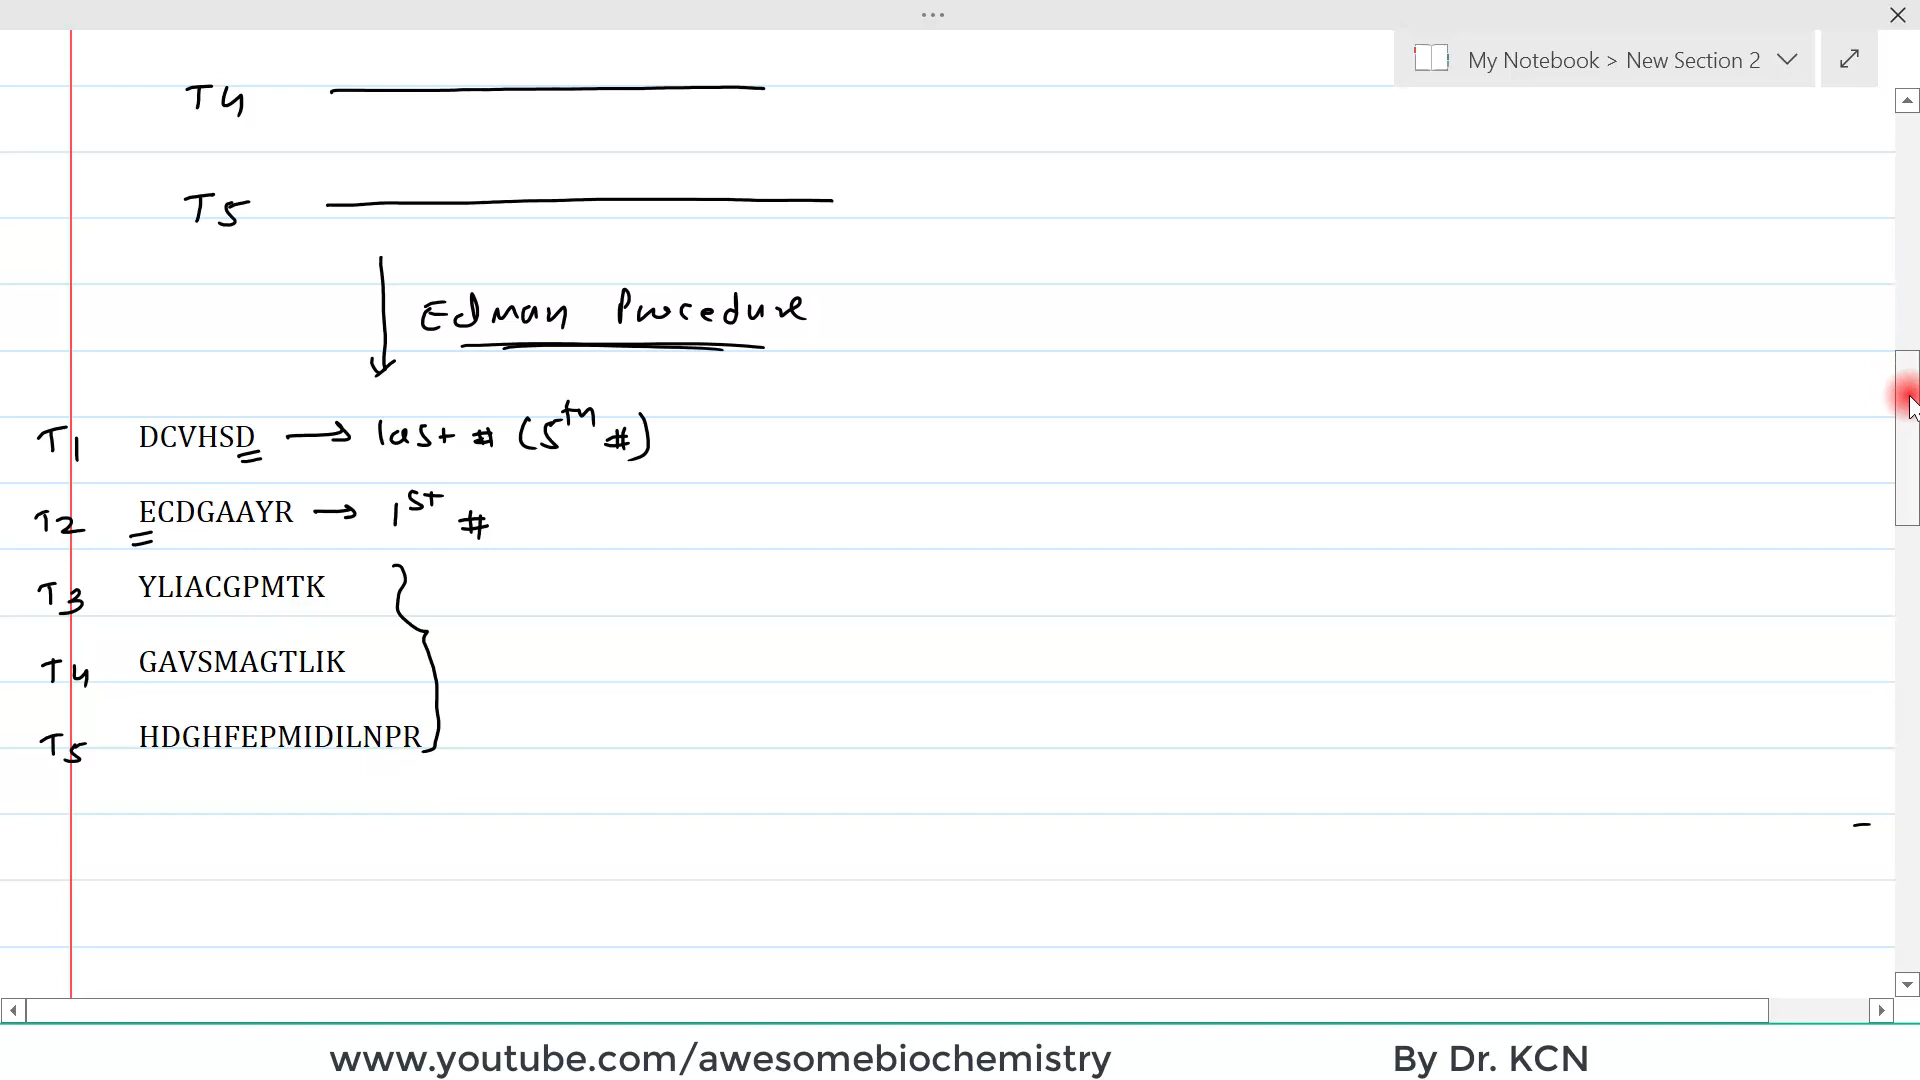 My Notebook > New Section 2
T4
T5
Edman Procedure
T1 DCVHSD → last # (5th #)
T2 ECDGAAYR → 1st #
T3 YLIACGPMTK
T4 GAVSMAGTLIK
T5 HDGHFEPMIDILNPR
www.youtube.com/awesomebiochemistry By Dr. KCN